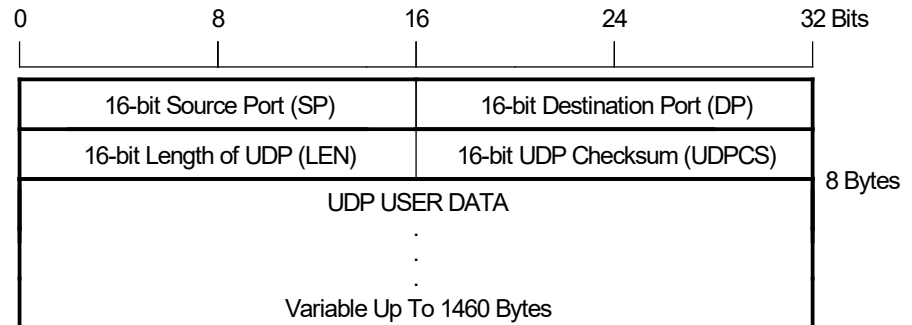 0 8 16 24 32 Bits
16-bit Source Port (SP) 16-bit Destination Port (DP)
16-bit Length of UDP (LEN) 16-bit UDP Checksum (UDPCS)
8 Bytes
UDP USER DATA
.
.
.
Variable Up To 1460 Bytes